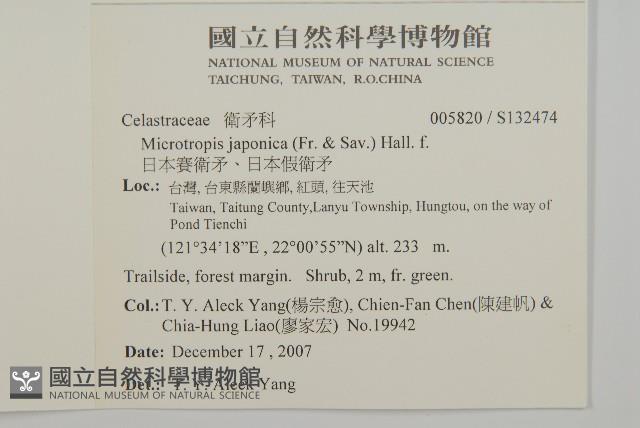 國立自然科學博物館
NATIONAL MUSEUM OF NATURAL SCIENCE
TAICHUNG, TAIWAN, R.O.CHINA
Celastraceae 衛矛科 005820 / S132474
Microtropis japonica (Fr. & Sav.) Hall. f.
日本賽衛矛、日本假衛矛
Loc.: 台灣, 台東縣蘭嶼鄉, 紅頭, 往天池
Taiwan, Taitung County,Lanyu Township, Hungtou, on the way of
Pond Tienchi
(121°34’18”E , 22°00’55”N) alt. 233 m.
Trailside, forest margin. Shrub, 2 m, fr. green.
Col.: T. Y. Aleck Yang(楊宗愈), Chien-Fan Chen(陳建帆) &
Chia-Hung Liao(廖家宏) No.19942
Date: December 17 , 2007
Det.: T. Y. Aleck Yang
國立自然科學博物館
NATIONAL MUSEUM OF NATURAL SCIENCE